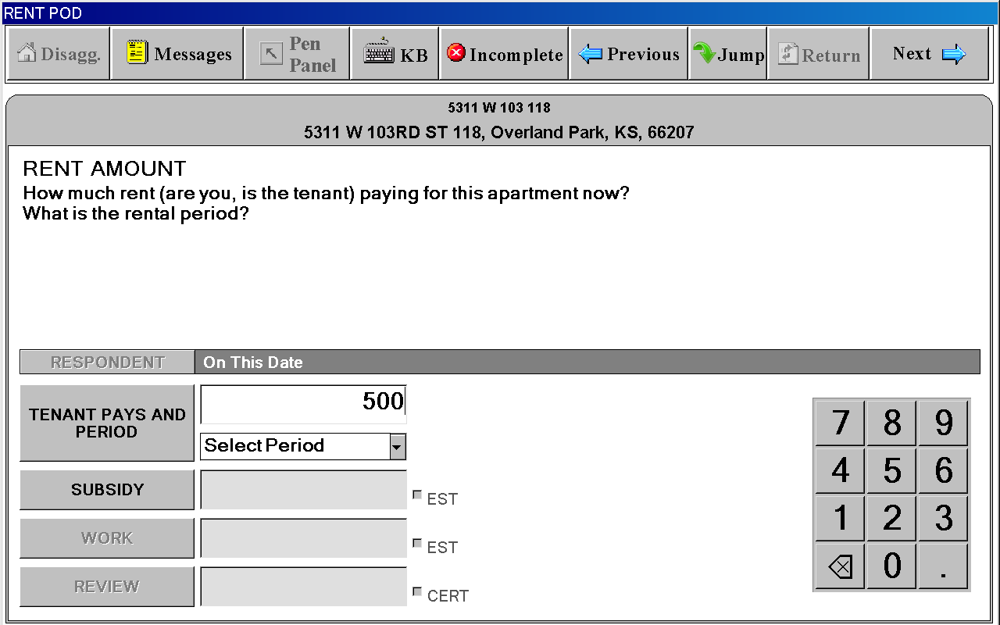 RENT POD
Disagg.
Messages
Pen
Panel
KB
Incomplete
Previous
Jump
Return
Next
5311 W 103 118
5311 W 103RD ST 118, Overland Park, KS, 66207
RENT AMOUNT
How much rent (are you, is the tenant) paying for this apartment now?
What is the rental period?
RESPONDENT
On This Date
TENANT PAYS AND
PERIOD
500
Select Period
SUBSIDY
EST
WORK
EST
REVIEW
CERT
7 8 9
4 5 6
1 2 3
0 .